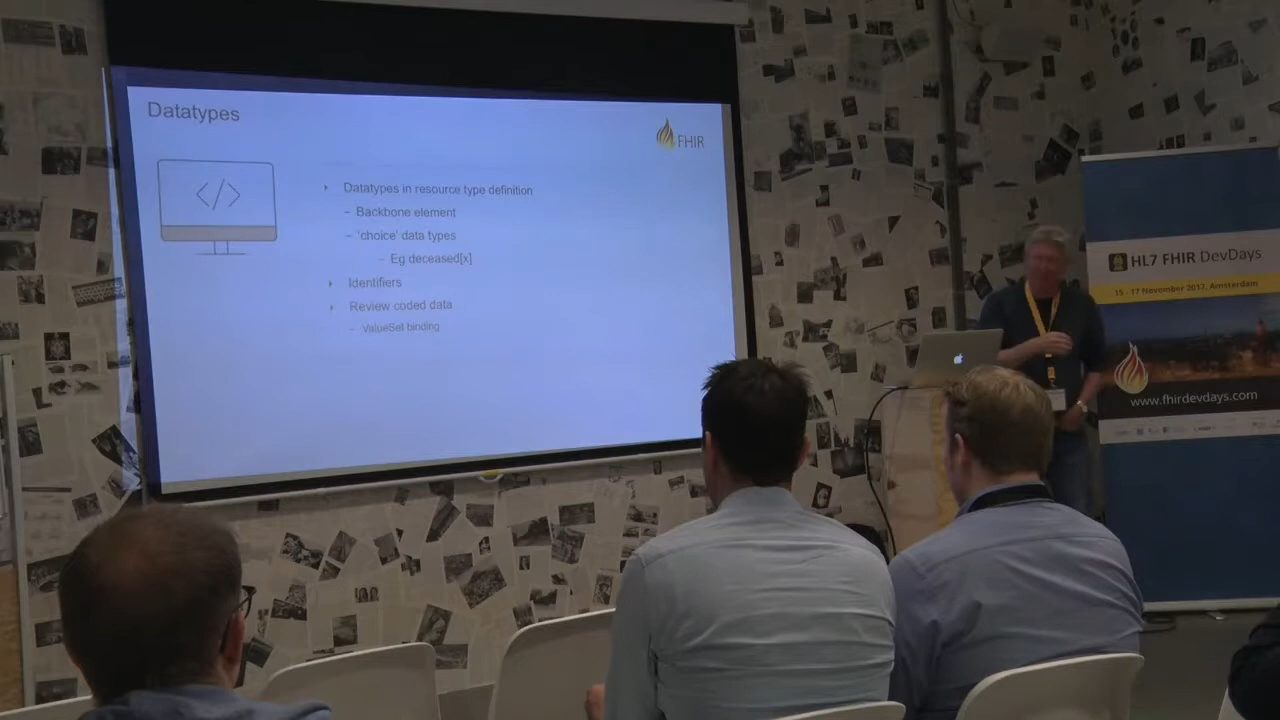 Datatypes
FHIR
</>
Datatypes in resource type definition
– Backbone element
– ‘choice’ data types
– Eg deceased[x]
Identifiers
Review coded data
– ValueSet binding
HL7 FHIR DevDays
15 - 17 November 2017, Amsterdam
www.fhirdevdays.com